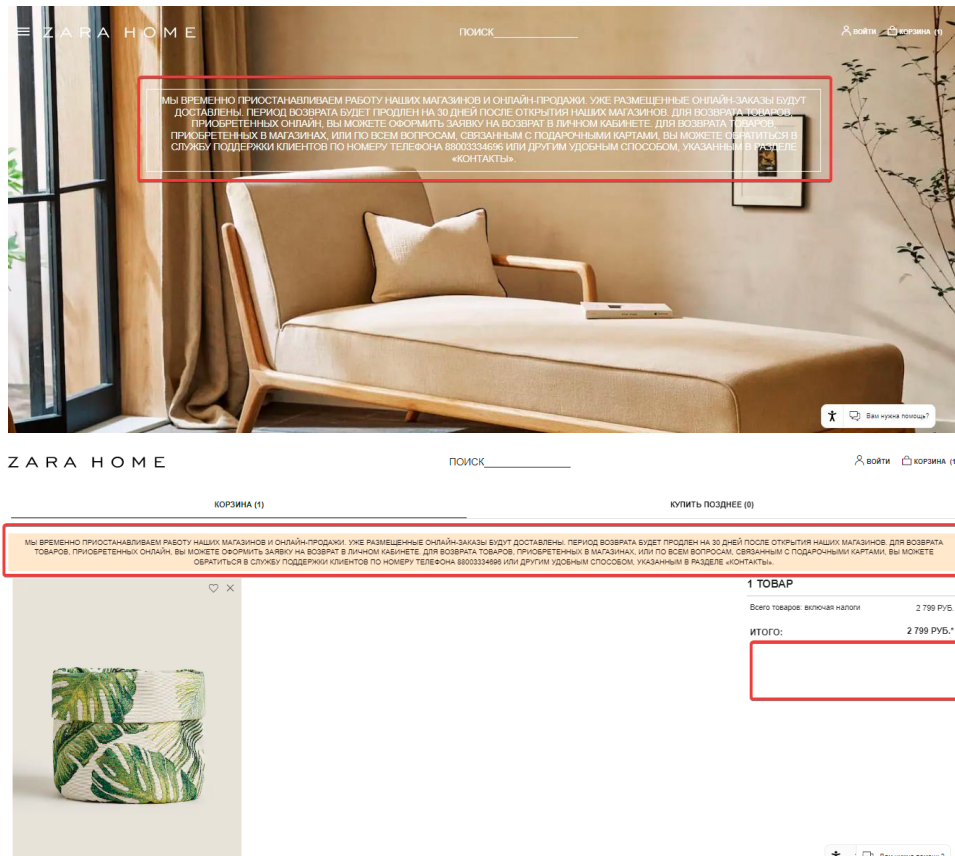 ZARA HOME
ПОИСК
ВОЙТИ
КОРЗИНА (1)
МЫ ВРЕМЕННО ПРИОСТАНАВЛИВАЕМ РАБОТУ НАШИХ МАГАЗИНОВ И ОНЛАЙН-ПРОДАЖИ. УЖЕ РАЗМЕЩЕННЫЕ ОНЛАЙН-ЗАКАЗЫ БУДУТ
ДОСТАВЛЕНЫ. ПЕРИОД ВОЗВРАТА БУДЕТ ПРОДЛЕН НА 30 ДНЕЙ ПОСЛЕ ОТКРЫТИЯ НАШИХ МАГАЗИНОВ. ДЛЯ ВОЗВРАТА ТОВАРОВ,
ПРИОБРЕТЕННЫХ ОНЛАЙН, ВЫ МОЖЕТЕ ОФОРМИТЬ ЗАЯВКУ НА ВОЗВРАТ В ЛИЧНОМ КАБИНЕТЕ. ДЛЯ ВОЗВРАТА ТОВАРОВ,
ПРИОБРЕТЕННЫХ В МАГАЗИНАХ, ИЛИ ПО ВСЕМ ВОПРОСАМ, СВЯЗАННЫМ С ПОДАРОЧНЫМИ КАРТАМИ, ВЫ МОЖЕТЕ ОБРАТИТЬСЯ В
СЛУЖБУ ПОДДЕРЖКИ КЛИЕНТОВ ПО НОМЕРУ ТЕЛЕФОНА 88003334696 ИЛИ ДРУГИМ УДОБНЫМ СПОСОБОМ, УКАЗАННЫМ В РАЗДЕЛЕ
«КОНТАКТЫ».
Вам нужна помощь?
ZARA HOME
ПОИСК
ВОЙТИ
КОРЗИНА (1
КОРЗИНА (1)
КУПИТЬ ПОЗДНЕЕ (0)
МЫ ВРЕМЕННО ПРИОСТАНАВЛИВАЕМ РАБОТУ НАШИХ МАГАЗИНОВ И ОНЛАЙН-ПРОДАЖИ. УЖЕ РАЗМЕЩЕННЫЕ ОНЛАЙН-ЗАКАЗЫ БУДУТ ДОСТАВЛЕНЫ. ПЕРИОД ВОЗВРАТА БУДЕТ ПРОДЛЕН НА 30 ДНЕЙ ПОСЛЕ ОТКРЫТИЯ НАШИХ МАГАЗИНОВ. ДЛЯ ВОЗВРАТА
ТОВАРОВ, ПРИОБРЕТЕННЫХ ОНЛАЙН, ВЫ МОЖЕТЕ ОФОРМИТЬ ЗАЯВКУ НА ВОЗВРАТ В ЛИЧНОМ КАБИНЕТЕ. ДЛЯ ВОЗВРАТА ТОВАРОВ, ПРИОБРЕТЕННЫХ В МАГАЗИНАХ, ИЛИ ПО ВСЕМ ВОПРОСАМ, СВЯЗАННЫМ С ПОДАРОЧНЫМИ КАРТАМИ, ВЫ МОЖЕТЕ
ОБРАТИТЬСЯ В СЛУЖБУ ПОДДЕРЖКИ КЛИЕНТОВ ПО НОМЕРУ ТЕЛЕФОНА 88003334696 ИЛИ ДРУГИМ УДОБНЫМ СПОСОБОМ, УКАЗАННЫМ В РАЗДЕЛЕ «КОНТАКТЫ».
1 ТОВАР
Всего товаров: включая налоги
2 799 РУБ.
ИТОГО:
2 799 РУБ.*